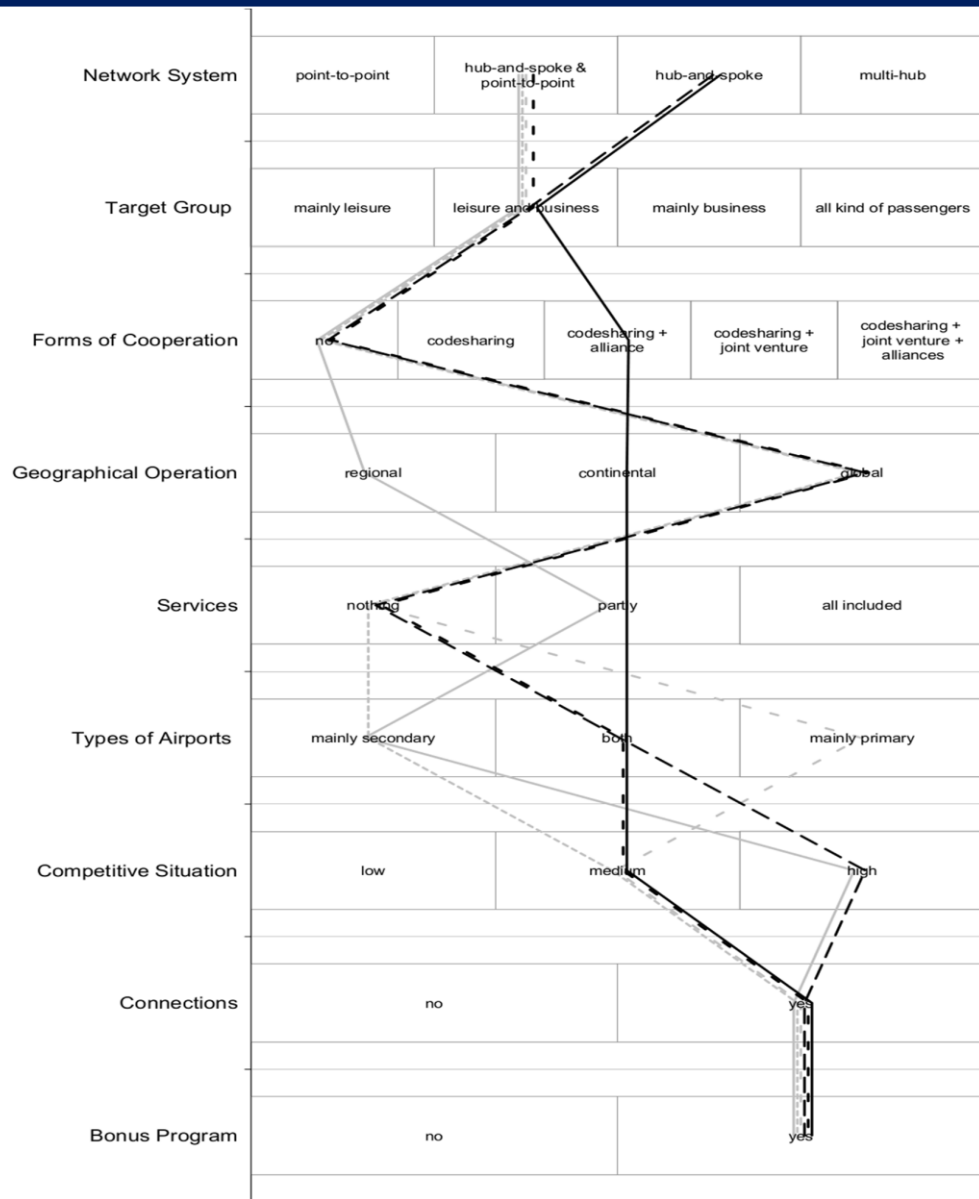 Network System
point-to-point
hub-and-spoke &
point-to-point
hub-and-spoke
multi-hub
Target Group
mainly leisure
leisure and business
mainly business
all kind of passengers
Forms of Cooperation
no
codesharing
codesharing +
alliance
codesharing +
joint venture
codesharing +
joint venture +
alliances
Geographical Operation
regional
continental
global
Services
nothing
partly
all included
Types of Airports
mainly secondary
both
mainly primary
Competitive Situation
low
medium
high
Connections
no
yes
Bonus Program
no
yes